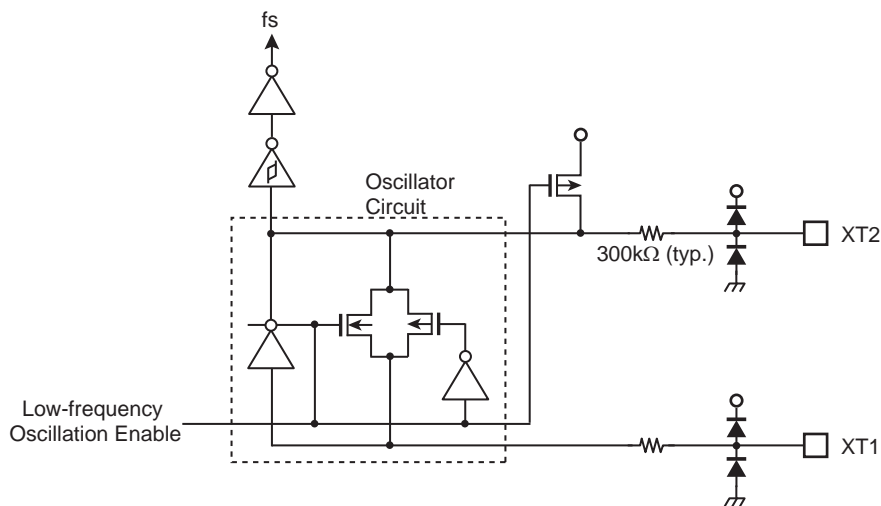 fs
Oscillator
Circuit
300kΩ (typ.)
XT2
Low-frequency
Oscillation Enable
XT1